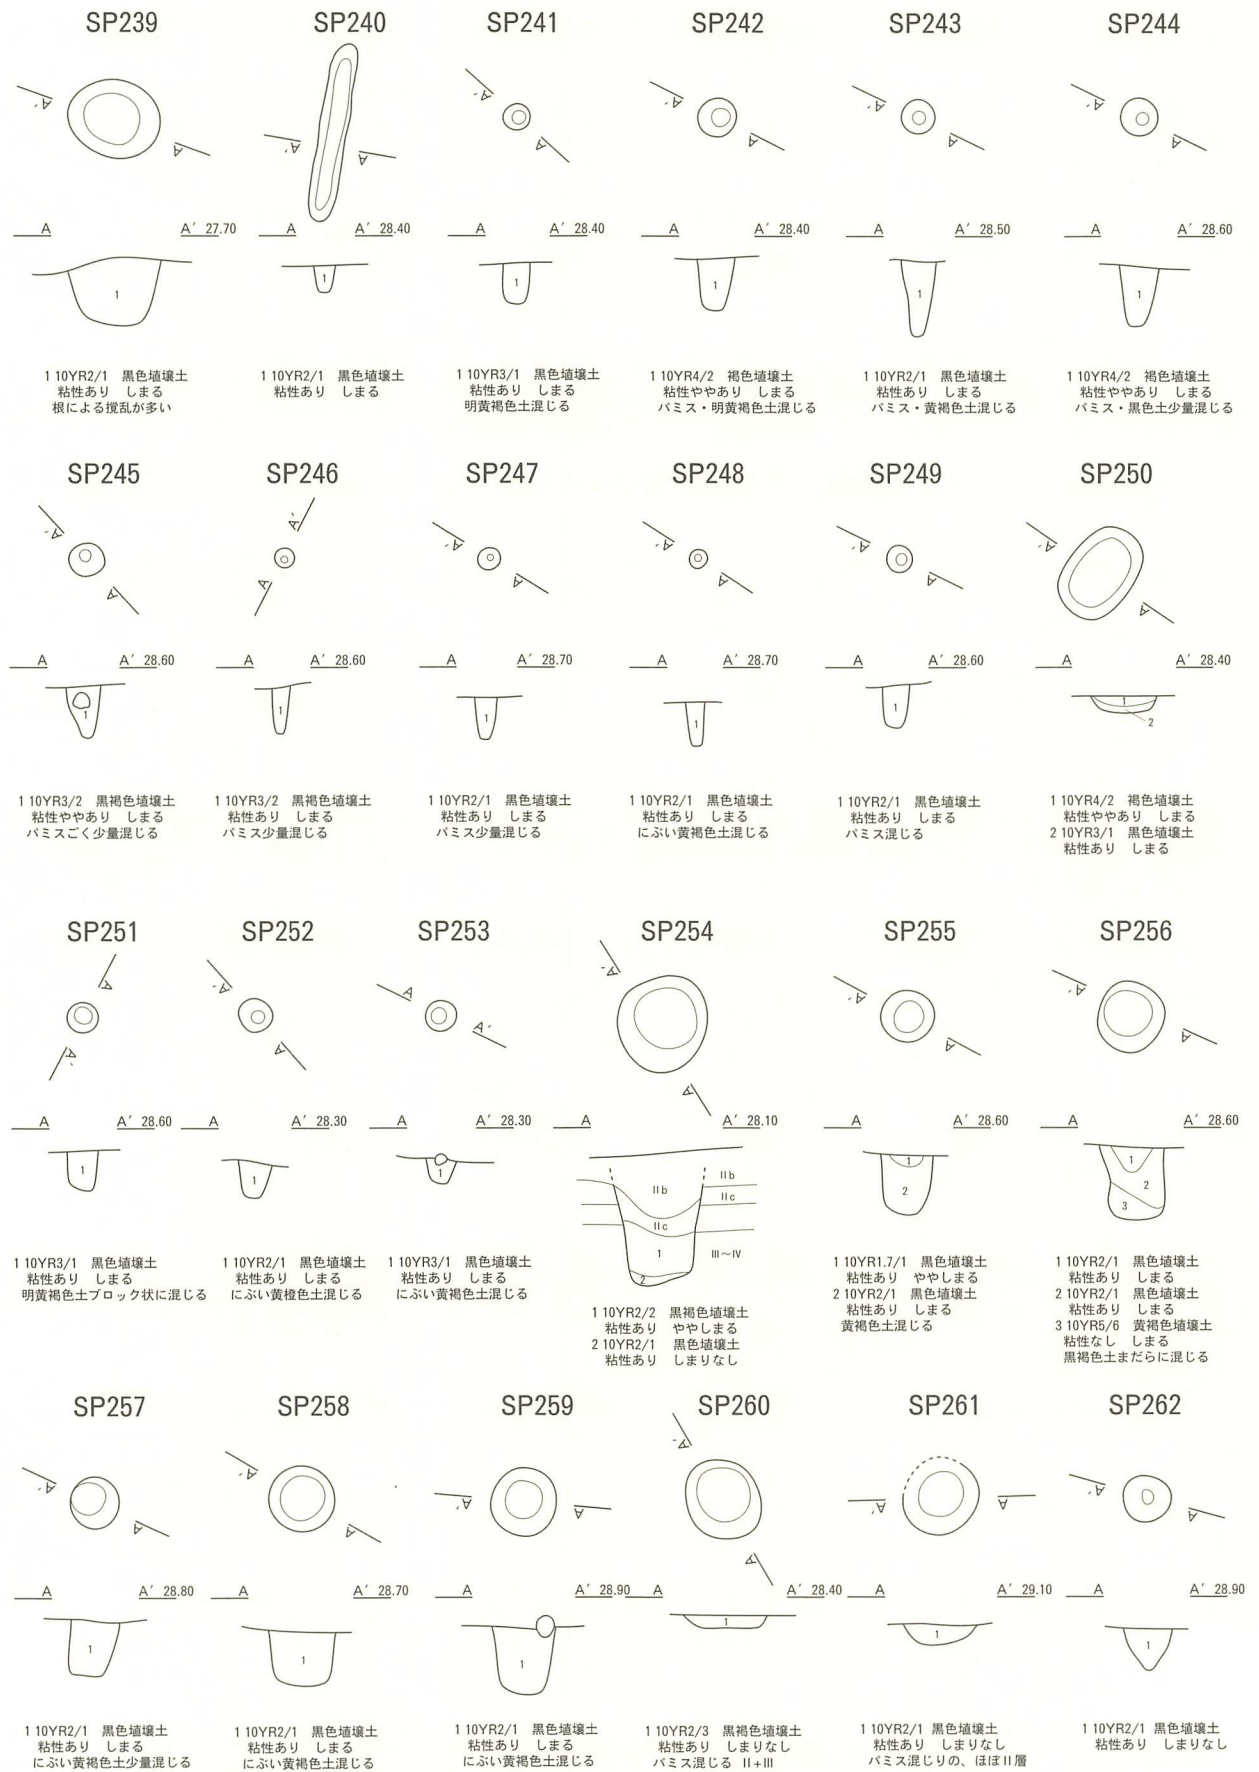 SP239 SP240 SP241 SP242 SP243 SP244
A' A A' A A' A A' A A' A A' A
A A' 27.70 A A' 28.40 A A' 28.40 A A' 28.40 A A' 28.50 A A' 28.60
1 1 1 1 1 1
1 10YR2/1 黒色埴壌土
粘性あり しまる
根による撹乱が多い
1 10YR2/1 黒色埴壌土
粘性あり しまる
1 10YR3/1 黒色埴壌土
粘性あり しまる
明黄褐色土混じる
1 10YR4/2 褐色埴壌土
粘性ややあり しまる
パミス・明黄褐色土混じる
1 10YR2/1 黒色埴壌土
粘性あり しまる
パミス・黄褐色土混じる
1 10YR4/2 褐色埴壌土
粘性ややあり しまる
パミス・黒色土少量混じる
SP245 SP246 SP247 SP248 SP249 SP250
A' A A' A A' A A' A A' A A' A
A A' 28.60 A A' 28.60 A A' 28.70 A A' 28.70 A A' 28.60 A A' 28.40
1 1 1 1 1 1 2
1 10YR3/2 黒褐色埴壌土
粘性ややあり しまる
パミスごく少量混じる
1 10YR3/2 黒褐色埴壌土
粘性あり しまる
パミス少量混じる
1 10YR2/1 黒色埴壌土
粘性あり しまる
パミス少量混じる
1 10YR2/1 黒色埴壌土
粘性あり しまる
にぶい黄褐色土混じる
1 10YR2/1 黒色埴壌土
粘性あり しまる
パミス混じる
1 10YR4/2 褐色埴壌土
粘性ややあり しまる
2 10YR3/1 黒色埴壌土
粘性あり しまる
SP251 SP252 SP253 SP254 SP255 SP256
A A' A' A A A' A' A A' A A' A
A A' 28.60 A A' 28.30 A A' 28.30 A A' 28.10 A A' 28.60 A A' 28.60
1 1 1 IIb IIb IIc IIc 1 III～IV 2 1 2 1 2 3
1 10YR3/1 黒色埴壌土
粘性あり しまる
明黄褐色土ブロック状に混じる
1 10YR2/1 黒色埴壌土
粘性あり しまる
にぶい黄橙色土混じる
1 10YR3/1 黒色埴壌土
粘性あり しまる
にぶい黄褐色土混じる
1 10YR2/2 黒褐色埴壌土
粘性あり ややしまる
2 10YR2/1 黒色埴壌土
粘性あり しまりなし
1 10YR1.7/1 黒色埴壌土
粘性あり ややしまる
2 10YR2/1 黒色埴壌土
粘性あり しまる
黄褐色土混じる
1 10YR2/1 黒色埴壌土
粘性あり しまる
2 10YR2/1 黒色埴壌土
粘性あり しまる
3 10YR5/6 黄褐色埴壌土
粘性なし しまる
黒褐色土まだらに混じる
SP257 SP258 SP259 SP260 SP261 SP262
A' A A' A A' A A' A A' A A' A
A A' 28.80 A A' 28.70 A A' 28.90 A A' 28.40 A A' 29.10 A A' 28.90
1 1 1 1 1 1
1 10YR2/1 黒色埴壌土
粘性あり しまる
にぶい黄褐色土少量混じる
1 10YR2/1 黒色埴壌土
粘性あり しまる
にぶい黄褐色土混じる
1 10YR2/1 黒色埴壌土
粘性あり しまる
にぶい黄褐色土混じる
1 10YR2/3 黒褐色埴壌土
粘性あり しまりなし
パミス混じる II+III
1 10YR2/1 黒色埴壌土
粘性あり しまりなし
パミス混じりの、ほぼII層
1 10YR2/1 黒色埴壌土
粘性あり しまりなし